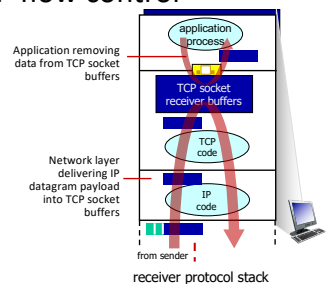 flow control
application
process
Application removing
data from TCP socket
buffers
TCP socket
receiver buffers
TCP
code
Network layer
delivering IP
datagram payload
into TCP socket
buffers
IP
code
from sender
receiver protocol stack